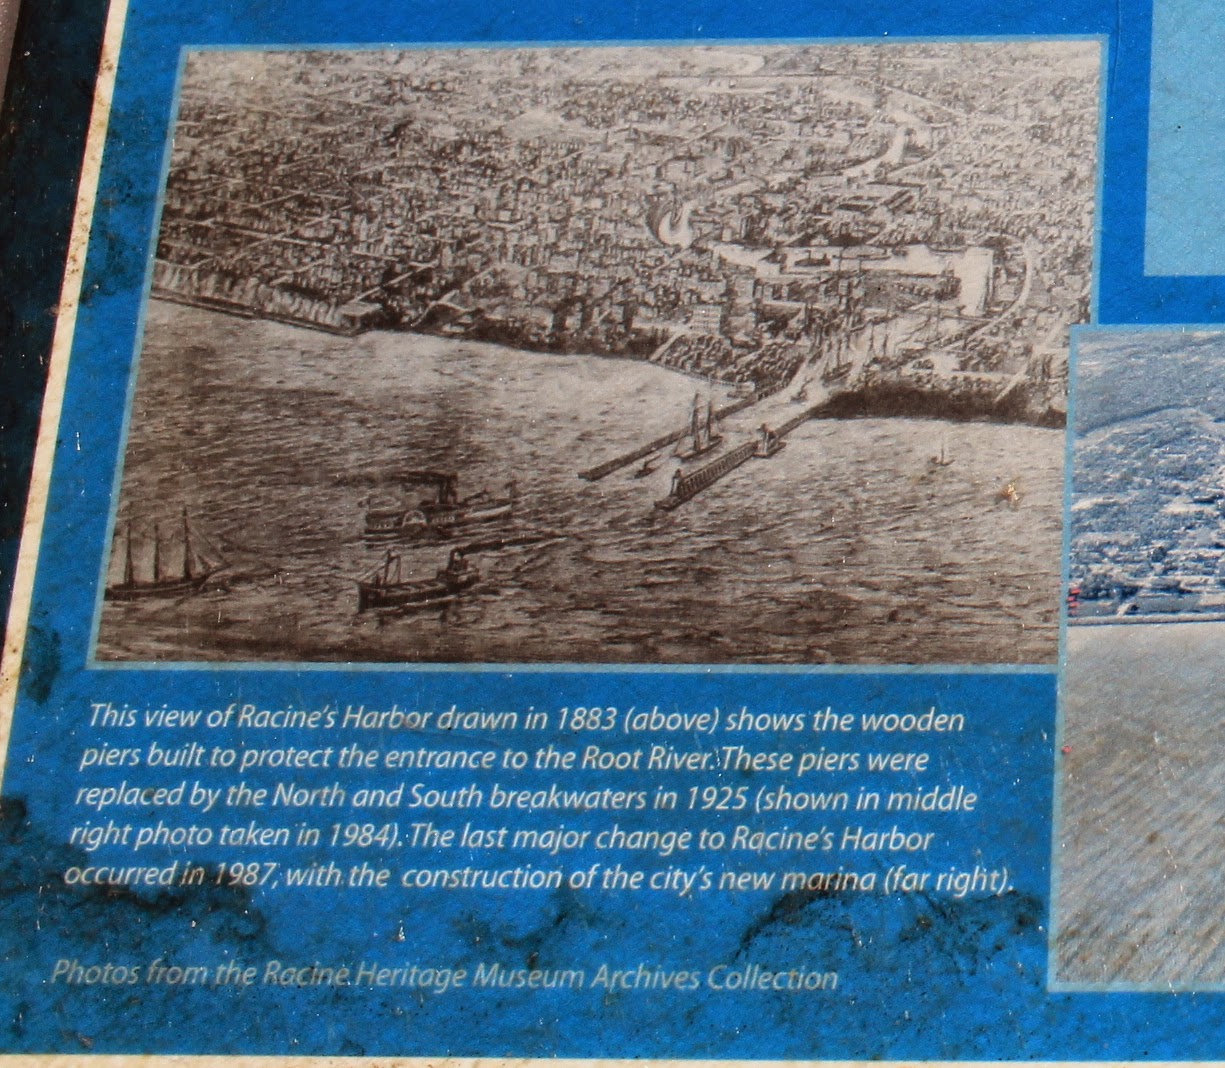 This view of Racine's Harbor drawn in 1883 (above) shows the wooden
piers built to protect the entrance to the Root River. These piers were
replaced by the North and South breakwaters in 1925 (shown in middle
right photo taken in 1984). The last major change to Racine's Harbor
occurred in 1987, with the construction of the city's new marina (far right).
Photos from the Racine Heritage Museum Archives Collection